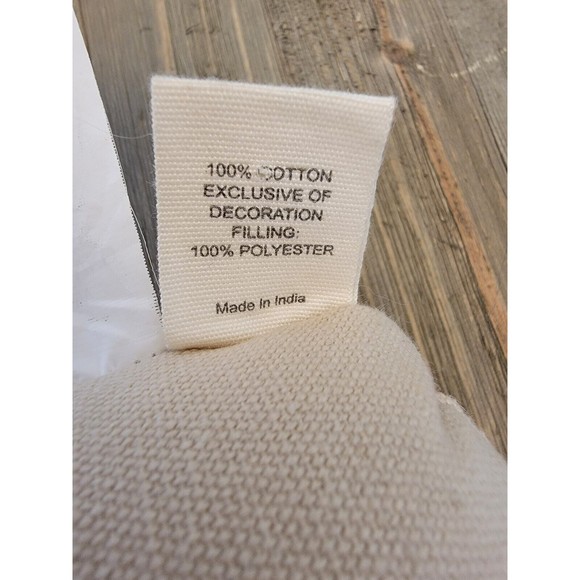 100% COTTON
EXCLUSIVE OF
DECORATION
FILLING:
100% POLYESTER
Made In India